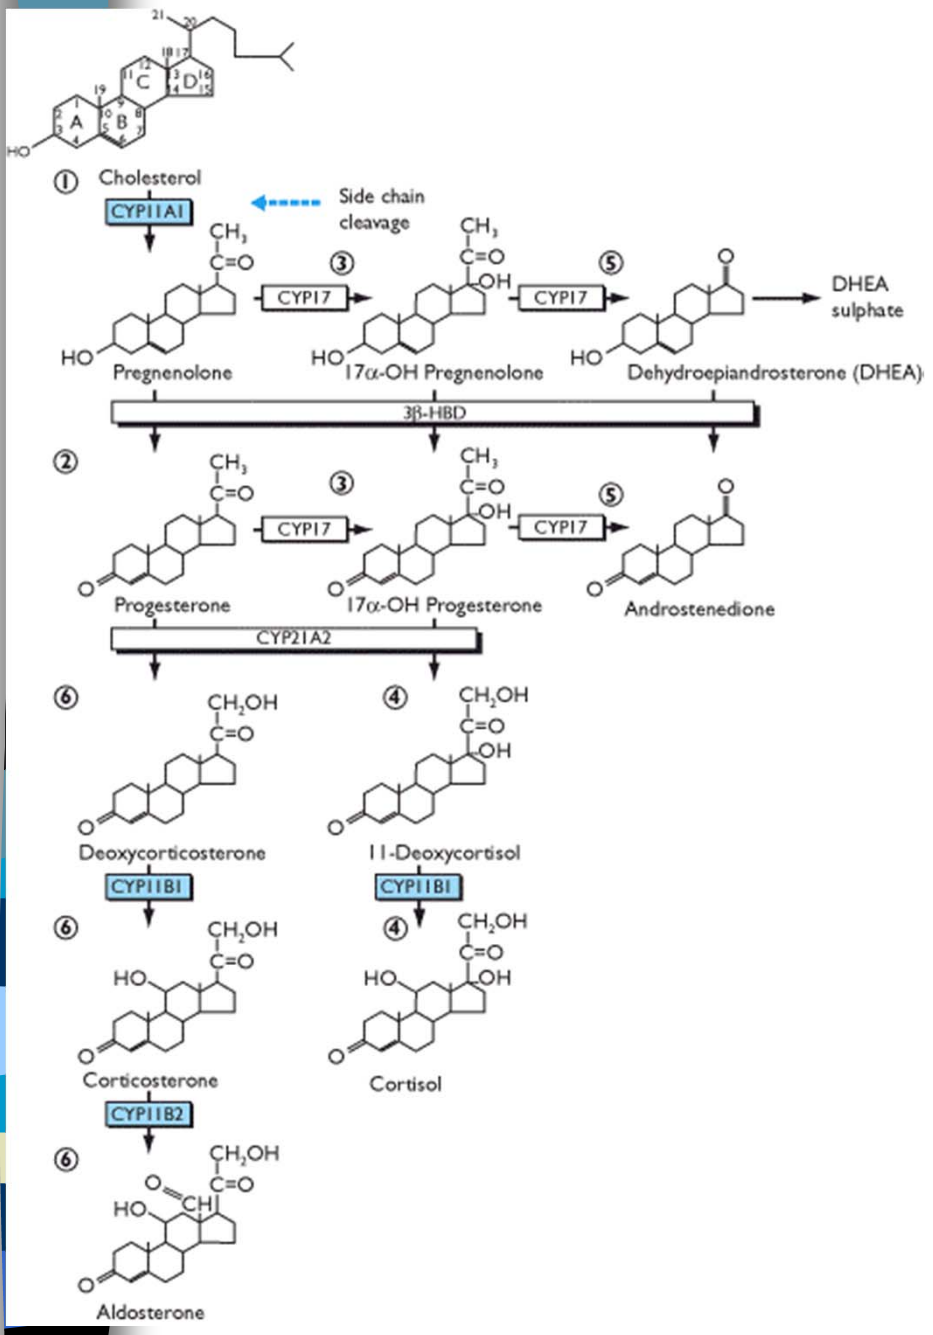 21
20
18 17
12
11
C
13
D
16
19
14
15
1
9
2
10
8
A
B
3
5
7
4
6
HO
① Cholesterol
CYP11A1
Side chain
cleavage
CH3
C=O
③
CH3
C=O
OH
⑤
O
CYP17
CYP17
DHEA
sulphate
HO
HO
HO
Pregnenolone
17α-OH Pregnenolone
Dehydroepiandrosterone (DHEA)
3β-HBD
②
CH3
C=O
③
CH3
C=O
OH
⑤
O
CYP17
CYP17
O
O
O
Progesterone
17α-OH Progesterone
Androstenedione
CYP21A2
⑥
CH2OH
C=O
④
CH2OH
C=O
OH
O
O
Deoxycorticosterone
11-Deoxycortisol
CYP11B1
CYP11B1
⑥
CH2OH
C=O
HO
④
CH2OH
C=O
HO
OH
O
O
Corticosterone
Cortisol
CYP11B2
⑥
CH2OH
O
C=O
CH
HO
O
Aldosterone